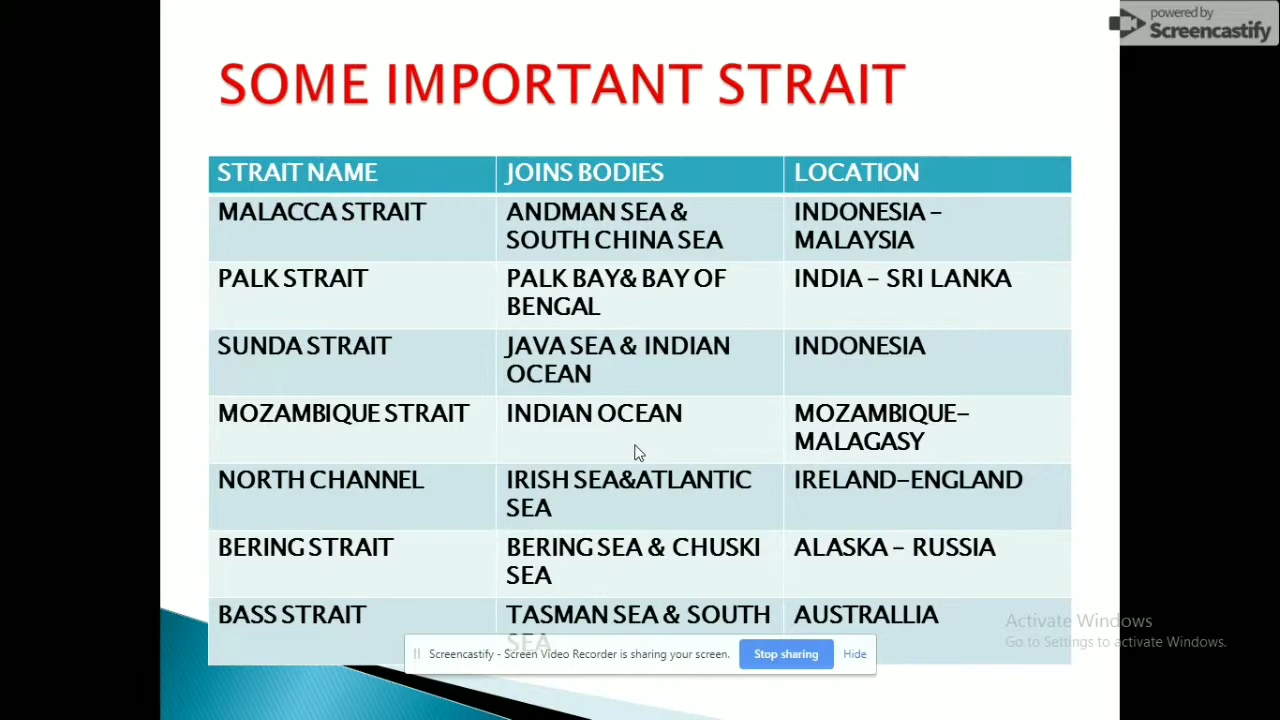 powered by
Screencastify
SOME IMPORTANT STRAIT
STRAIT NAME
JOINS BODIES
LOCATION
MALACCA STRAIT
ANDMAN SEA &
SOUTH CHINA SEA
INDONESIA –
MALAYSIA
PALK STRAIT
PALK BAY& BAY OF
BENGAL
INDIA – SRI LANKA
SUNDA STRAIT
JAVA SEA & INDIAN
OCEAN
INDONESIA
MOZAMBIQUE STRAIT
INDIAN OCEAN
MOZAMBIQUE-
MALAGASY
NORTH CHANNEL
IRISH SEA&ATLANTIC
SEA
IRELAND-ENGLAND
BERING STRAIT
BERING SEA & CHUSKI
SEA
ALASKA – RUSSIA
BASS STRAIT
TASMAN SEA & SOUTH
SEA
AUSTRALLIA
Activate Windows
Go to Settings to activate Windows.
Screencastify - Screen Video Recorder is sharing your screen.
Stop sharing
Hide